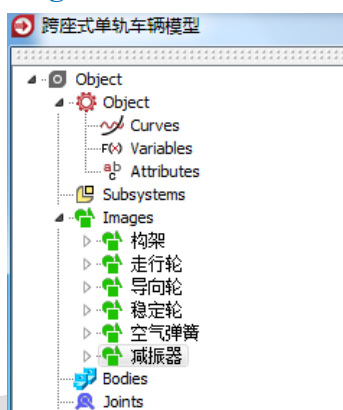 跨座式单轨车辆模型
Object
Object
Curves
F(x) Variables
a b c Attributes
Subsystems
Images
构架
走行轮
导向轮
稳定轮
空气弹簧
减振器
Bodies
Joints